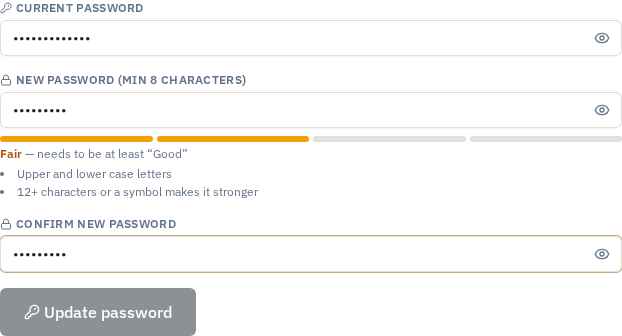 CURRENT PASSWORD
•••••••••••••
NEW PASSWORD (MIN 8 CHARACTERS)
•••••••••
Fair — needs to be at least “Good”
• Upper and lower case letters
• 12+ characters or a symbol makes it stronger
CONFIRM NEW PASSWORD
•••••••••
Update password